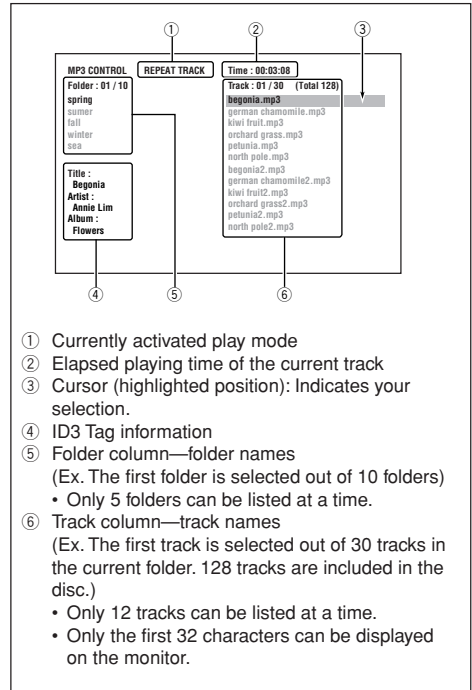 ① ② ③
MP3 CONTROL REPEAT TRACK Time : 00:03:08
Folder : 01 / 10 Track : 01 / 30 (Total 128)
spring
sumer
fall
winter
sea
begonia.mp3
german chamomile.mp3
kiwi fruit.mp3
orchard grass.mp3
petunia.mp3
north pole.mp3
begonia2.mp3
german chamomile2.mp3
kiwi fruit2.mp3
orchard grass2.mp3
petunia2.mp3
north pole2.mp3
Title :
Begonia
Artist :
Annie Lim
Album :
Flowers
④ ⑤ ⑥
① Currently activated play mode
② Elapsed playing time of the current track
③ Cursor (highlighted position): Indicates your
selection.
④ ID3 Tag information
⑤ Folder column—folder names
(Ex. The first folder is selected out of 10 folders)
• Only 5 folders can be listed at a time.
⑥ Track column—track names
(Ex. The first track is selected out of 30 tracks in
the current folder. 128 tracks are included in the
disc.)
• Only 12 tracks can be listed at a time.
• Only the first 32 characters can be displayed
on the monitor.